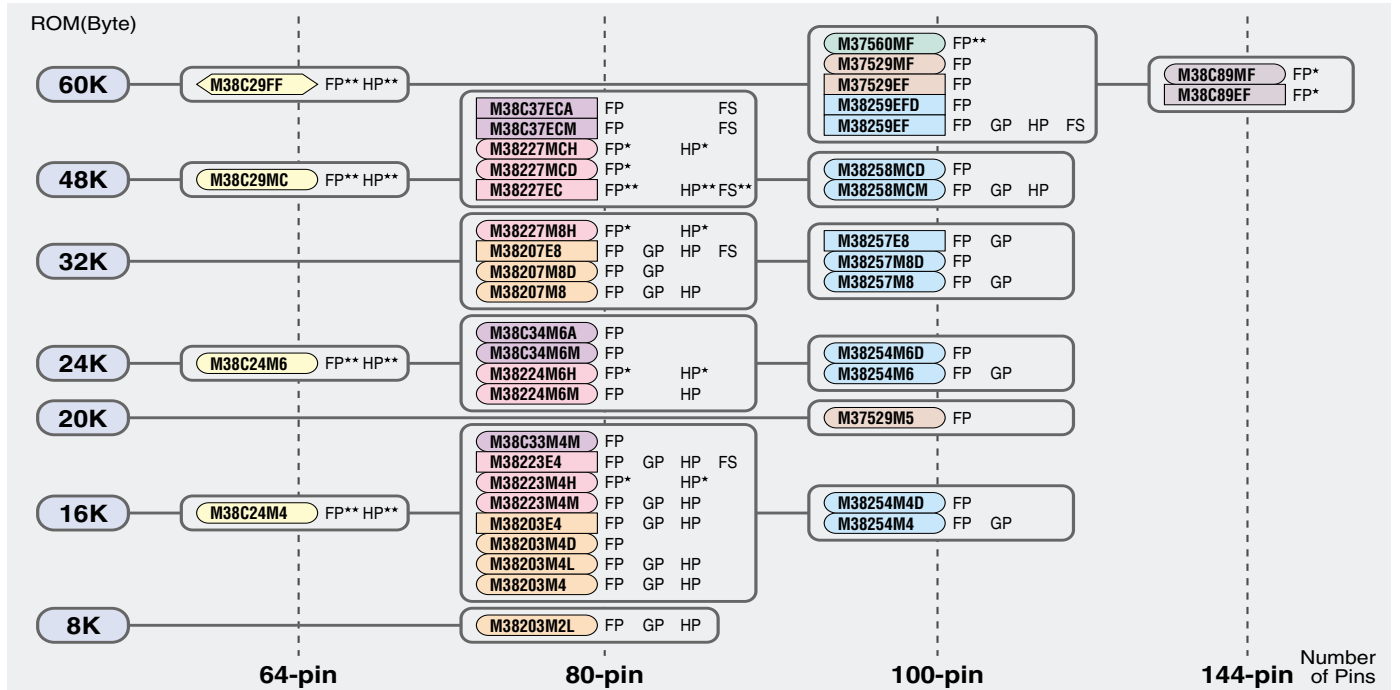 ROM(Byte)
60K
M38C29FF FP★★ HP★★
M37560MF FP★★
M37529MF FP
M37529EF FP
M38259EFD FP
M38259EF FP GP HP FS
M38C89MF FP★
M38C89EF FP★
48K
M38C29MC FP★★ HP★★
M38C37ECA FP FS
M38C37ECM FP FS
M38227MCH FP★ HP★
M38227MCD FP★
M38227EC FP★★ HP★★ FS★★
M38258MCD FP
M38258MCM FP GP HP
32K
M38227M8H FP★ HP★
M38207E8 FP GP HP FS
M38207M8D FP GP
M38207M8 FP GP HP
M38257E8 FP GP
M38257M8D FP
M38257M8 FP GP
24K
M38C24M6 FP★★ HP★★
M38C34M6A FP
M38C34M6M FP
M38224M6H FP★ HP★
M38224M6M FP HP
M38254M6D FP
M38254M6 FP GP
20K
M37529M5 FP
16K
M38C24M4 FP★★ HP★★
M38C33M4M FP
M38223E4 FP GP HP FS
M38223M4H FP★ HP★
M38223M4M FP GP HP
M38203E4 FP GP HP
M38203M4D FP
M38203M4L FP GP HP
M38203M4 FP GP HP
M38254M4D FP
M38254M4 FP GP
8K
M38203M2L FP GP HP
64-pin 80-pin 100-pin 144-pin
Number
of Pins